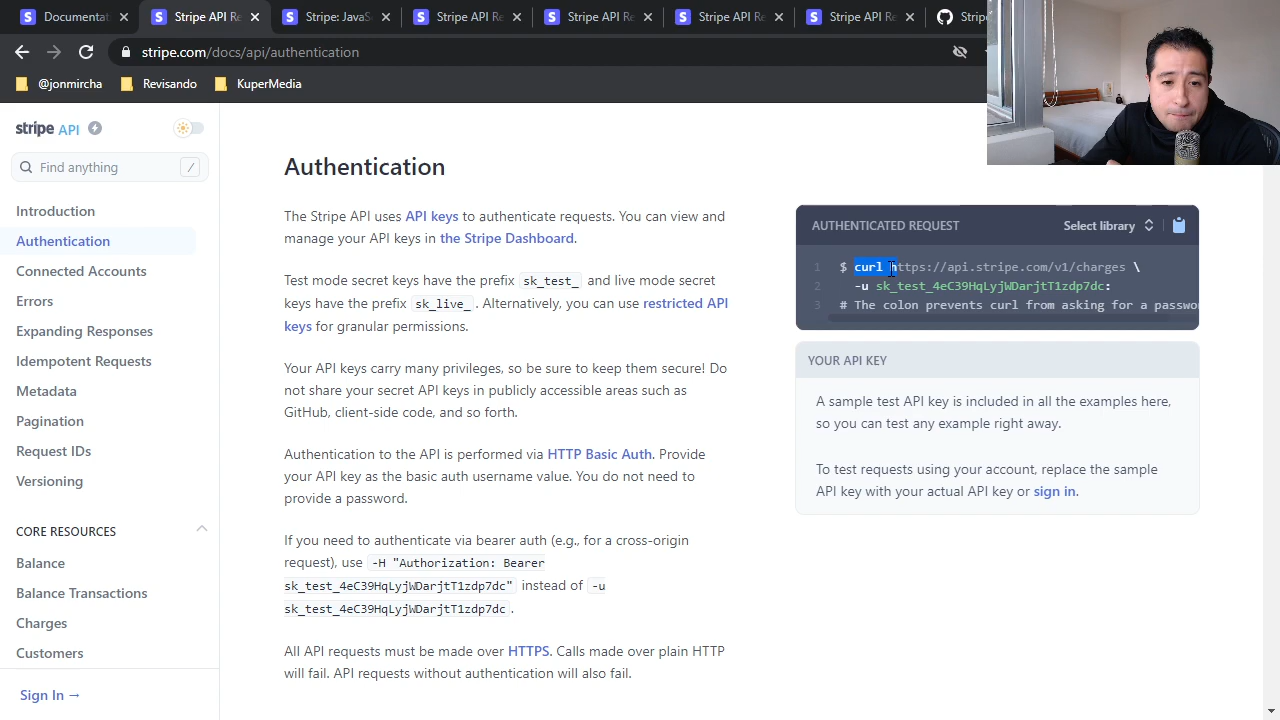 Documentat
Stripe API Re
Stripe: JavaS
Stripe API Re
Stripe API Re
Stripe API Re
Stripe API Re
Stripe
stripe.com/docs/api/authentication
@jonmircha
Revisando
KuperMedia
stripe API
Find anything /
Introduction
Authentication
Connected Accounts
Errors
Expanding Responses
Idempotent Requests
Metadata
Pagination
Request IDs
Versioning
CORE RESOURCES
Balance
Balance Transactions
Charges
Customers
Sign In →
Authentication
The Stripe API uses API keys to authenticate requests. You can view and
manage your API keys in the Stripe Dashboard.
Test mode secret keys have the prefix sk_test_ and live mode secret
keys have the prefix sk_live_. Alternatively, you can use restricted API
keys for granular permissions.
Your API keys carry many privileges, so be sure to keep them secure! Do
not share your secret API keys in publicly accessible areas such as
GitHub, client-side code, and so forth.
Authentication to the API is performed via HTTP Basic Auth. Provide
your API key as the basic auth username value. You do not need to
provide a password.
If you need to authenticate via bearer auth (e.g., for a cross-origin
request), use -H "Authorization: Bearer
sk_test_4eC39HqLyjWDarjtT1zdp7dc" instead of -u
sk_test_4eC39HqLyjWDarjtT1zdp7dc.
All API requests must be made over HTTPS. Calls made over plain HTTP
will fail. API requests without authentication will also fail.
AUTHENTICATED REQUEST
Select library
1 $ curl https://api.stripe.com/v1/charges \
2 -u sk_test_4eC39HqLyjWDarjtT1zdp7dc:
3 # The colon prevents curl from asking for a passwo
YOUR API KEY
A sample test API key is included in all the examples here,
so you can test any example right away.
To test requests using your account, replace the sample
API key with your actual API key or sign in.